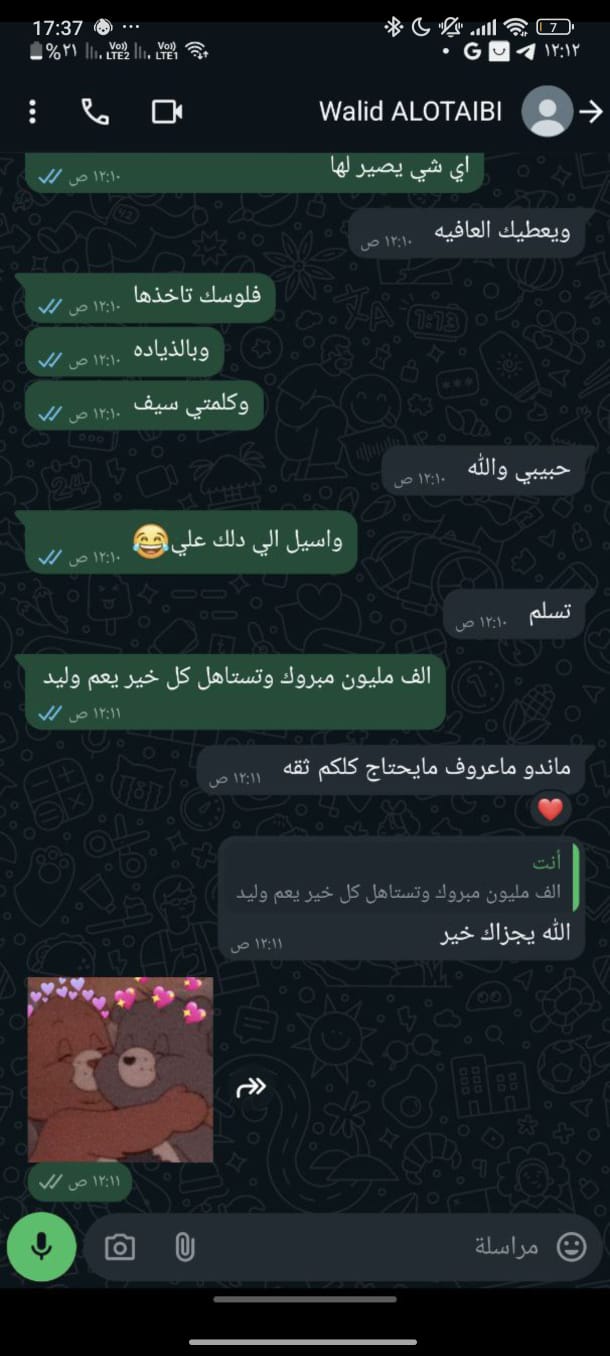 17:37 ... 7
%٢١ Vo) LTE2 Vo) LTE1 G ١٢:١٢
Walid ALOTAIBI
اي شي يصير لها
١٢:١٠ ص
ويعطيك العافيه
١٢:١٠ ص
فلوسك تاخذها
١٢:١٠ ص
وبالذياده
١٢:١٠ ص
وكلمتي سيف
١٢:١٠ ص
حبيبي والله
١٢:١٠ ص
واسيل الي دلك علي😂
١٢:١٠ ص
تسلم
١٢:١٠ ص
الف مليون مبروك وتستاهل كل خير يعم وليد
١٢:١١ ص
ماندو ماعروف مايحتاج كلكم ثقه
١٢:١١ ص
❤️
أنت
الف مليون مبروك وتستاهل كل خير يعم وليد
الله يجزاك خير
١٢:١١ ص
١٢:١١ ص
مراسلة